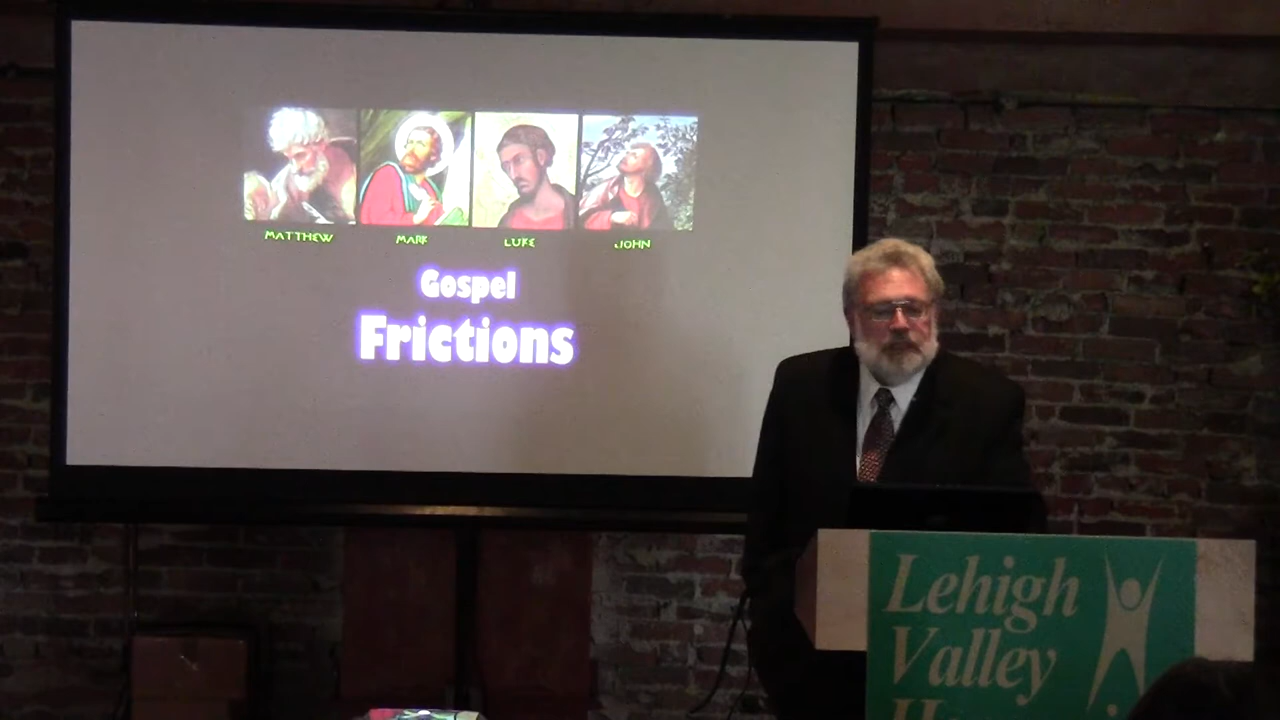 MATTHEW MARK LUKE JOHN
Gospel
Frictions
Lehigh
Valley